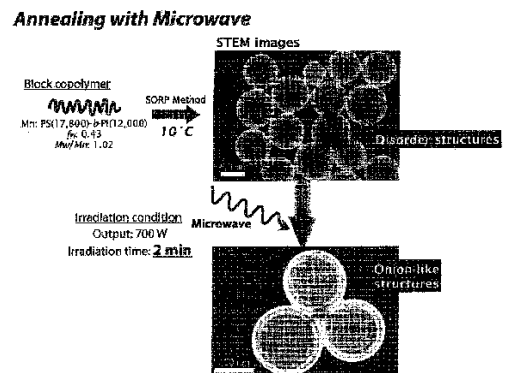 Annealing with Microwave
STEM images
Block copolymer
SORP Method
10°C
Mn: PS(17,800)-b-PI(12,000)
0.43
Mw/Mn: 1.02
Disorder structures
Irradiation condition
Output: 700 W
Irradiation time: 2 min
Microwave
Onion-like
structures